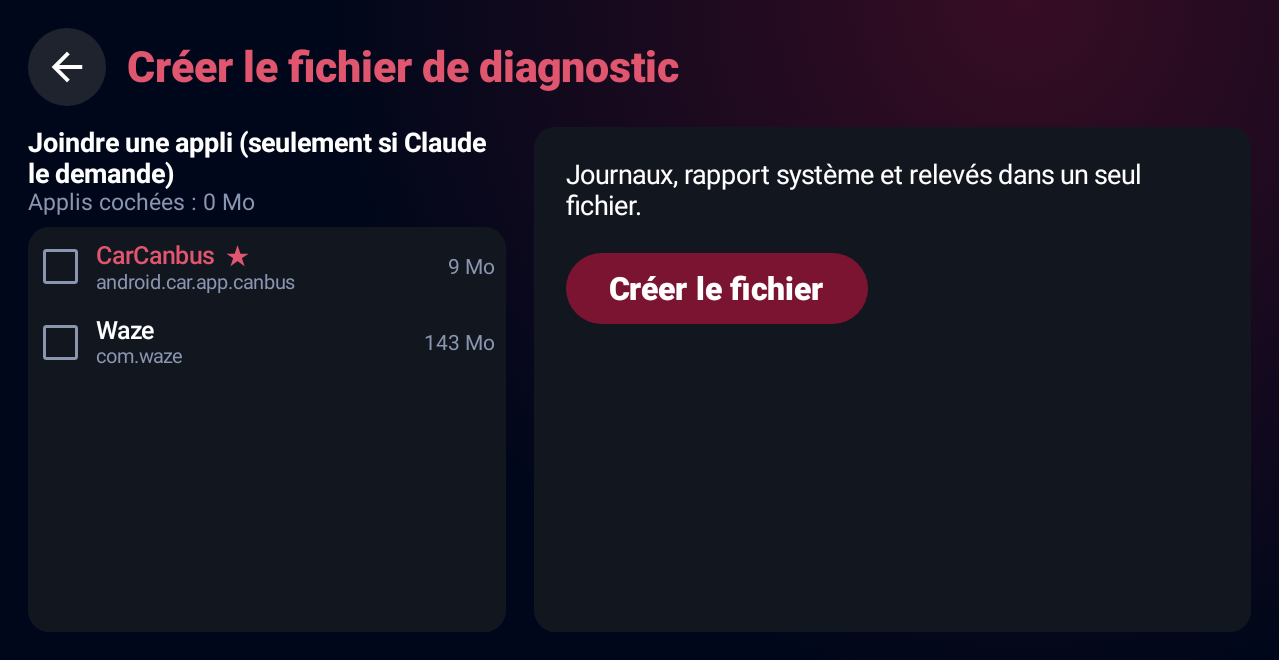 Créer le fichier de diagnostic
Joindre une appli (seulement si Claude
le demande)
Applis cochées : 0 Mo
CarCanbus ★
android.car.app.canbus
9 Mo
Waze
com.waze
143 Mo
Journaux, rapport système et relevés dans un seul
fichier.
Créer le fichier